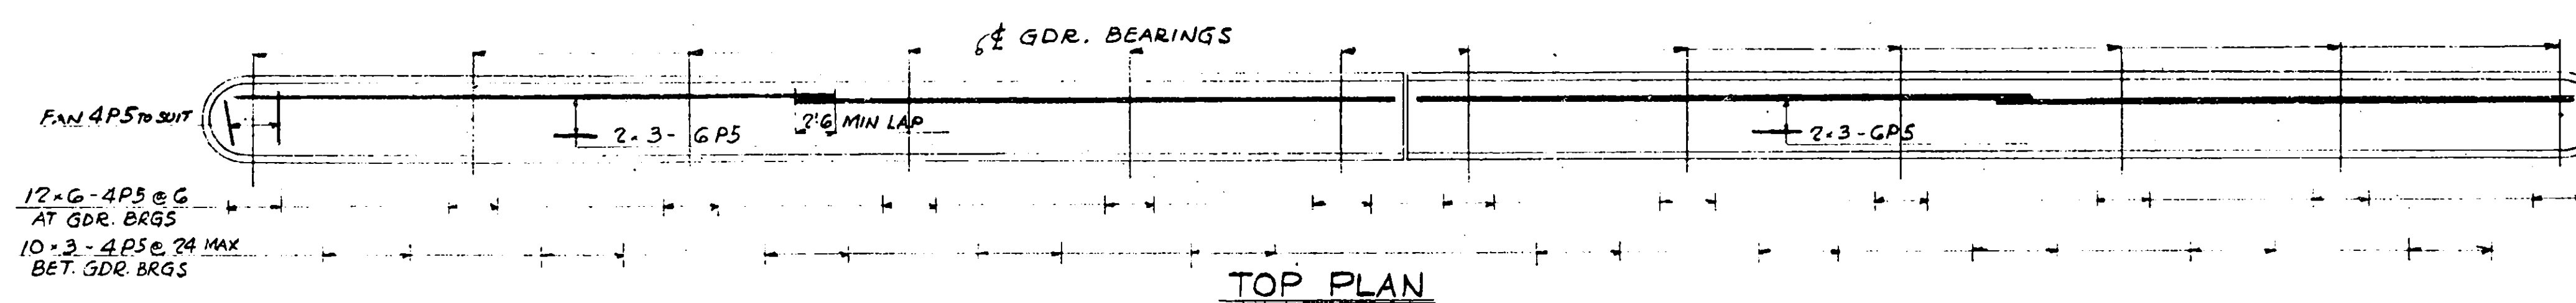 ℄ GDR. BEARINGS
FAN 4P5 TO SUIT
2×3- 6P5
2'6 MIN LAP
2×3-6P5
12×6-4P5@6
AT GDR. BRGS
10×3-4P5@24 MAX
BET. GDR. BRGS
TOP PLAN